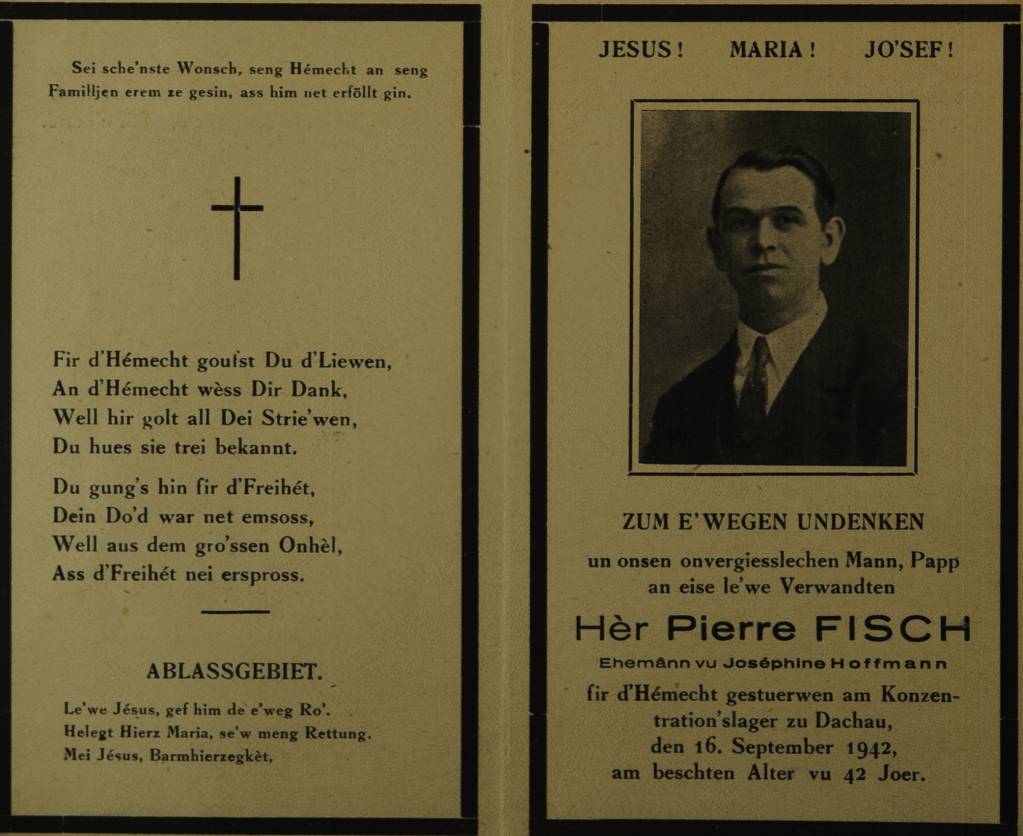 Sei sche'nste Wonsch, seng Hémecht an seng
Familljen erem ze gesin, ass him net erföllt gin.
Fir d'Hémecht goufst Du d'Liewen,
An d'Hémecht wèss Dir Dank,
Well hir golt all Dei Strie'wen,
Du hues sie trei bekannt.
Du gung's hin fir d'Freihét,
Dein Do'd war net emsoss,
Well aus dem gro'ssen Onhèl,
Ass d'Freihét nei erspross.
ABLASSGEBIET.
Le'we Jésus, gef him de e'weg Ro'.
Helegt Hierz Maria, se'w meng Rettung.
Mei Jésus, Barmhierzegkèt,
JESUS! MARIA! JO'SEF!
ZUM E'WEGEN UNDENKEN
un onsen onvergiesslechen Mann, Papp
an eise le'we Verwandten
Hèr Pierre FISCH
Ehemânn vu Joséphine Hoffmann
fir d'Hémecht gestuerwen am Konzen-
tration'slager zu Dachau,
den 16. September 1942,
am beschten Alter vu 42 Joer.